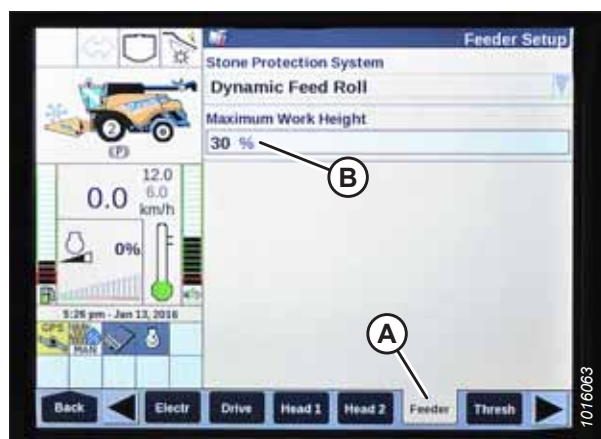 Feeder Setup
Stone Protection System
Dynamic Feed Roll
Maximum Work Height
30 %
B
2
(P)
12.0
0.0 6.0
km/h
0%
F
5:26 pm - Jan 13, 2016
GPS
MAN
A
Back Electr Drive Head 1 Head 2 Feeder Thresh
1016063